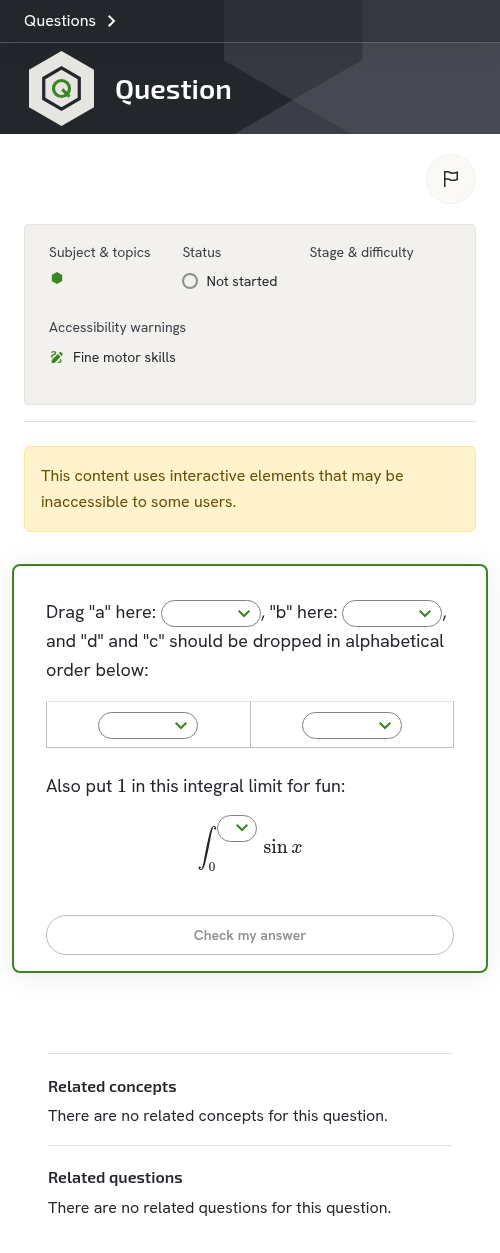 Questions
Question
Subject & topics
Status
Stage & difficulty
Not started
Accessibility warnings
Fine motor skills
This content uses interactive elements that may be
inaccessible to some users.
Drag "a" here: , "b" here: ,
and "d" and "c" should be dropped in alphabetical
order below:
Also put 1 in this integral limit for fun:
∫₀ sin x
Check my answer
Related concepts
There are no related concepts for this question.
Related questions
There are no related questions for this question.